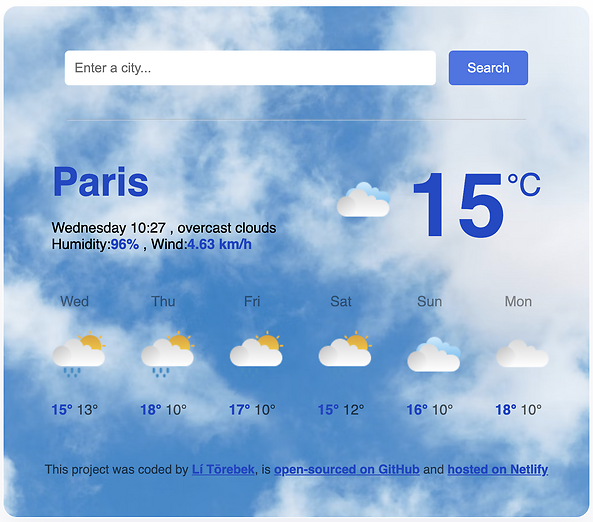 Enter a city...
Search
Paris
15°C
Wednesday 10:27 , overcast clouds
Humidity:96% , Wind:4.63 km/h
Wed Thu Fri Sat Sun Mon
15° 13° 18° 10° 17° 10° 15° 12° 16° 10° 18° 10°
This project was coded by Lí Törebek, is open-sourced on GitHub and hosted on Netlify